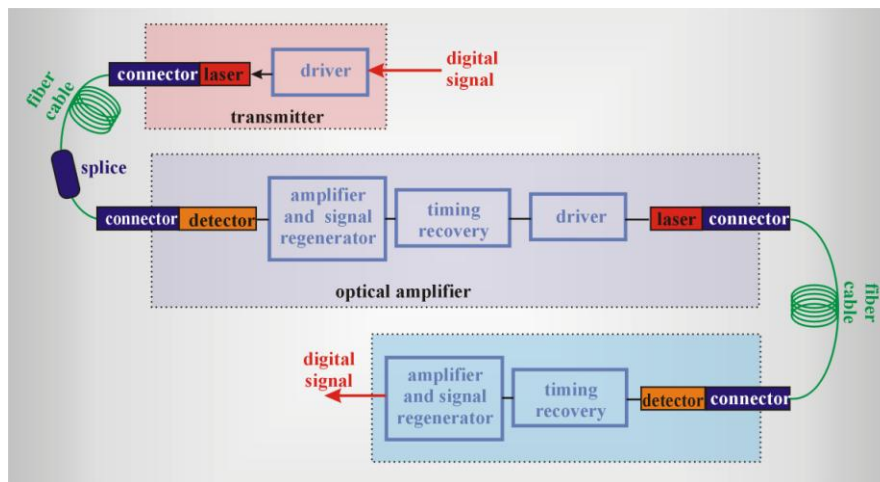 connector
laser
driver
digital
signal
transmitter
fiber
cable
splice
connector
detector
amplifier
and signal
regenerator
timing
recovery
driver
laser
connector
optical amplifier
fiber
cable
digital
signal
amplifier
and signal
regenerator
timing
recovery
detector
connector